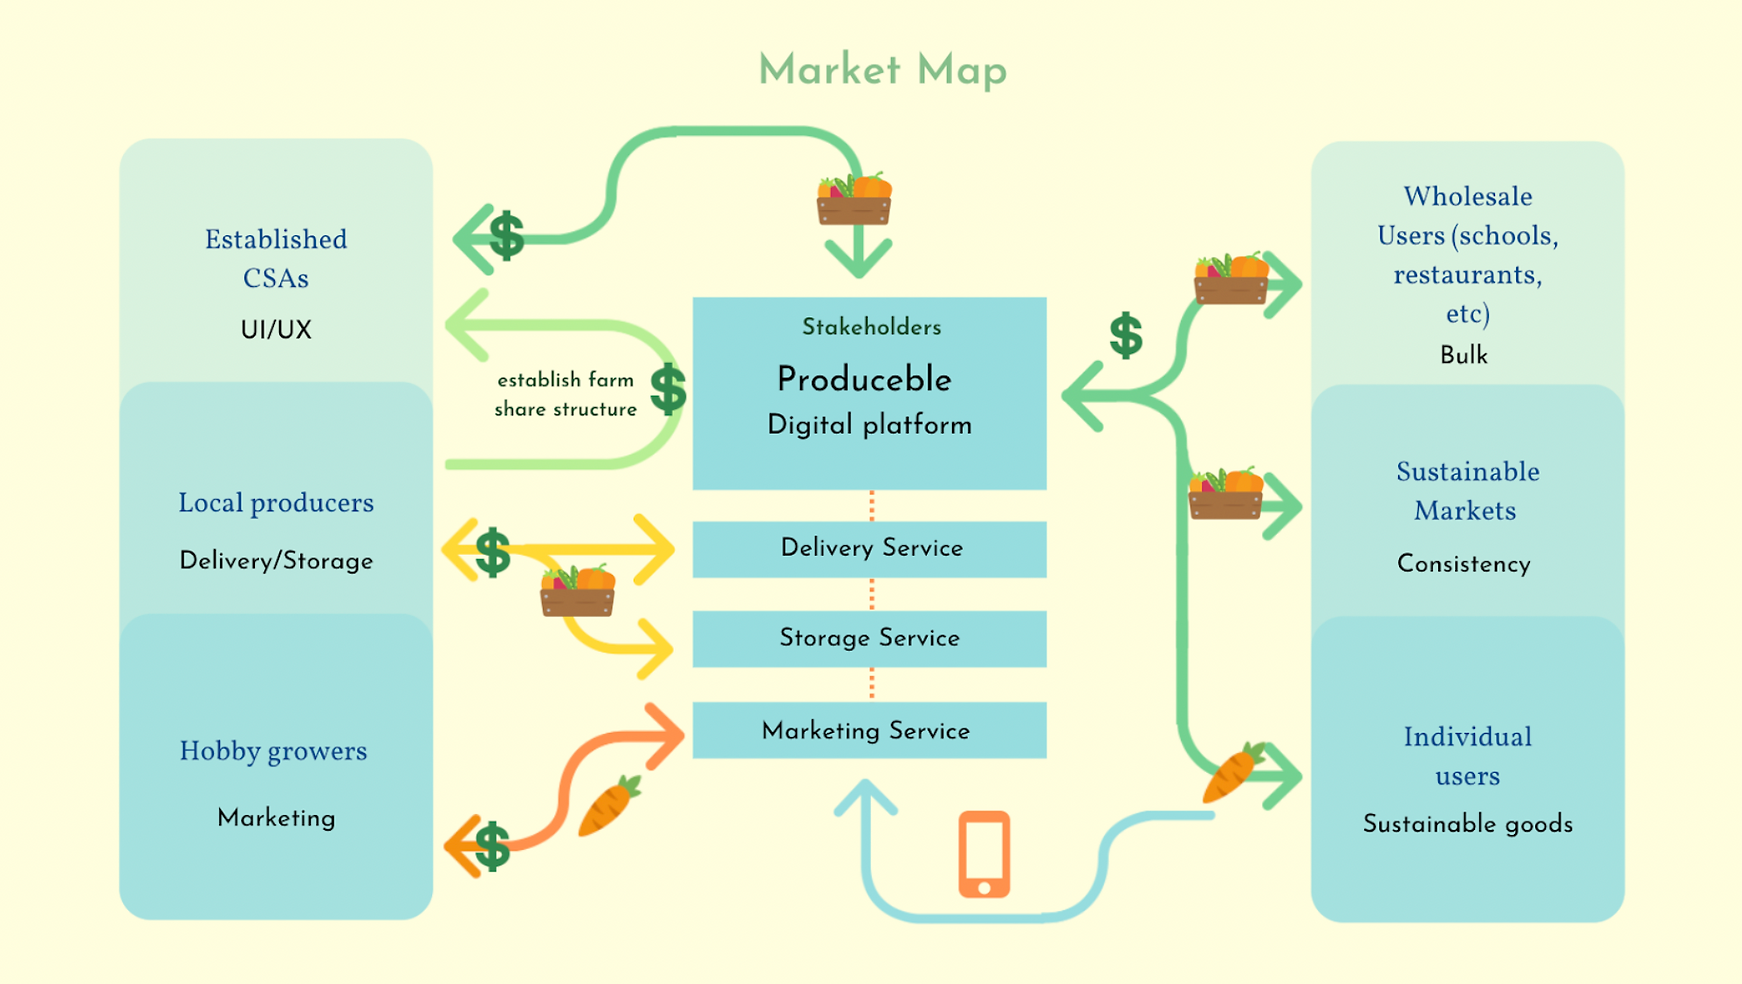 Market Map
Established
CSAs
UI/UX
Local producers
Delivery/Storage
Hobby growers
Marketing
$
establish farm
share structure
$
$
$
Stakeholders
Produceble
Digital platform
Delivery Service
Storage Service
Marketing Service
$
Wholesale
Users (schools,
restaurants,
etc)
Bulk
Sustainable
Markets
Consistency
Individual
users
Sustainable goods